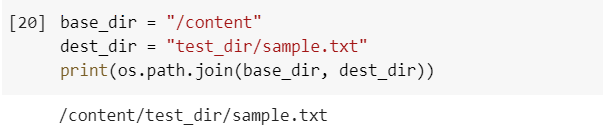 [20] base_dir = "/content"
dest_dir = "test_dir/sample.txt"
print(os.path.join(base_dir, dest_dir))
/content/test_dir/sample.txt